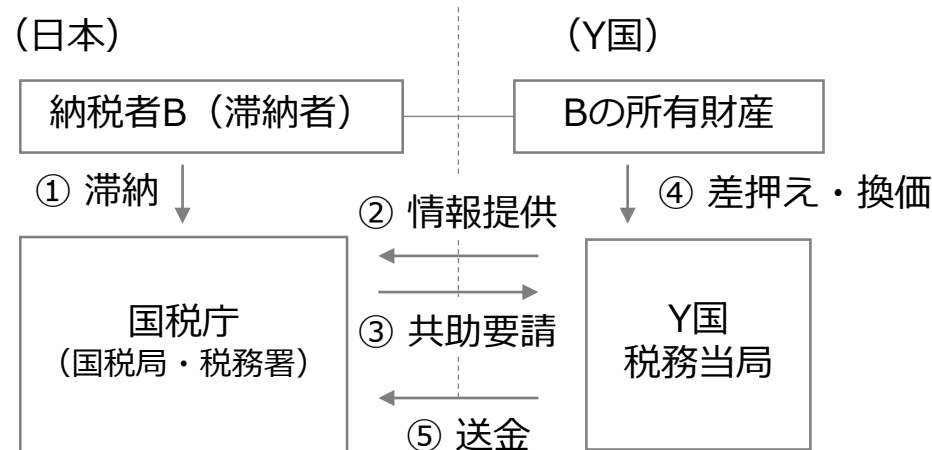 （日本）
（Y国）
納税者B（滞納者）
Bの所有財産
① 滞納
② 情報提供
④ 差押え・換価
国税庁
（国税局・税務署）
③ 共助要請
Y国
税務当局
⑤ 送金